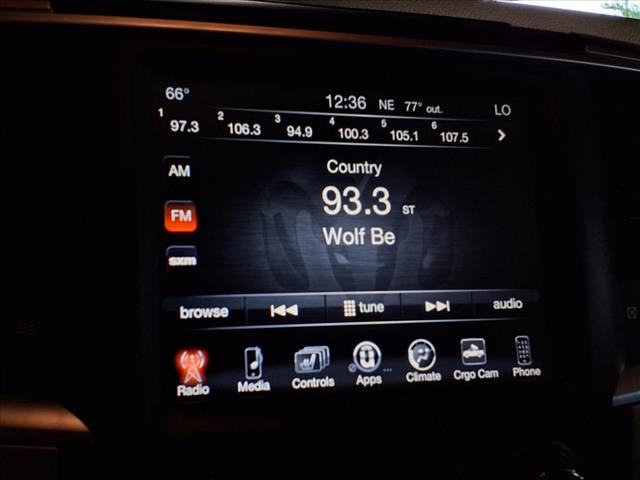 66° 12:36 NE 77° out. LO
1 97.3 2 106.3 3 94.9 4 100.3 5 105.1 6 107.5
Country
AM
93.3 ST
FM
Wolf Be
sxm
browse tune audio
Radio Media Controls Apps Climate Crgo Cam Phone